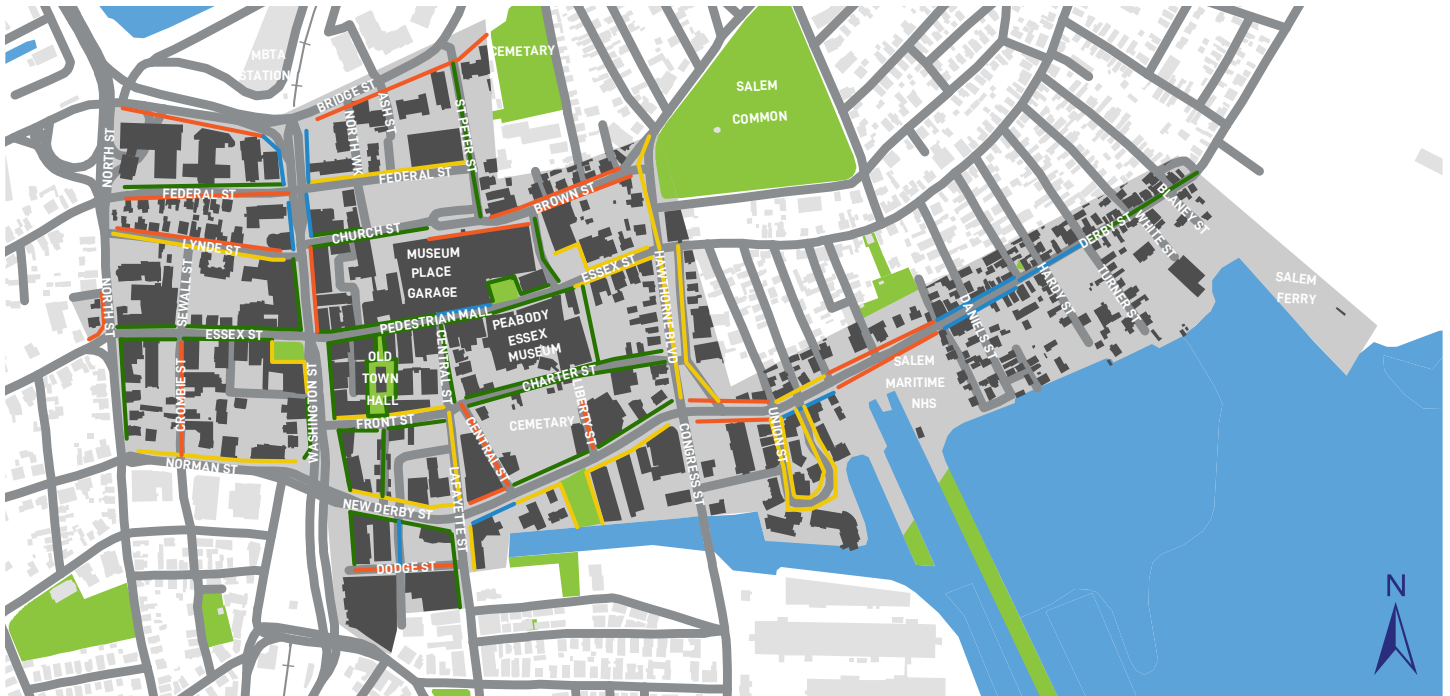 MBTA
STATION
CEMETARY
SALEM
COMMON
BRIDGE ST
ASH ST
NORTH WK
ST PETER ST
NORTH ST
FEDERAL ST
FEDERAL ST
BROWN ST
LYNDE ST
CHURCH ST
MUSEUM
PLACE
GARAGE
ESSEX ST
HAWTHORNE BLVD
SEWALL ST
NORTH ST
ESSEX ST
PEDESTRIAN MALL
PEABODY
ESSEX
MUSEUM
BLANEY ST
WHITE ST
DERBY ST
TURNER ST
HARDY ST
DANIELS ST
SALEM
FERRY
OLD
TOWN
HALL
CENTRAL ST
CHARTER ST
CROMBIE ST
WASHINGTON ST
FRONT ST
CEMETARY
LIBERTY ST
CENTRAL ST
SALEM
MARITIME
NHS
UNION ST
CONGRESS ST
NORMAN ST
LAFAYETTE ST
NEW DERBY ST
DODGE ST
N